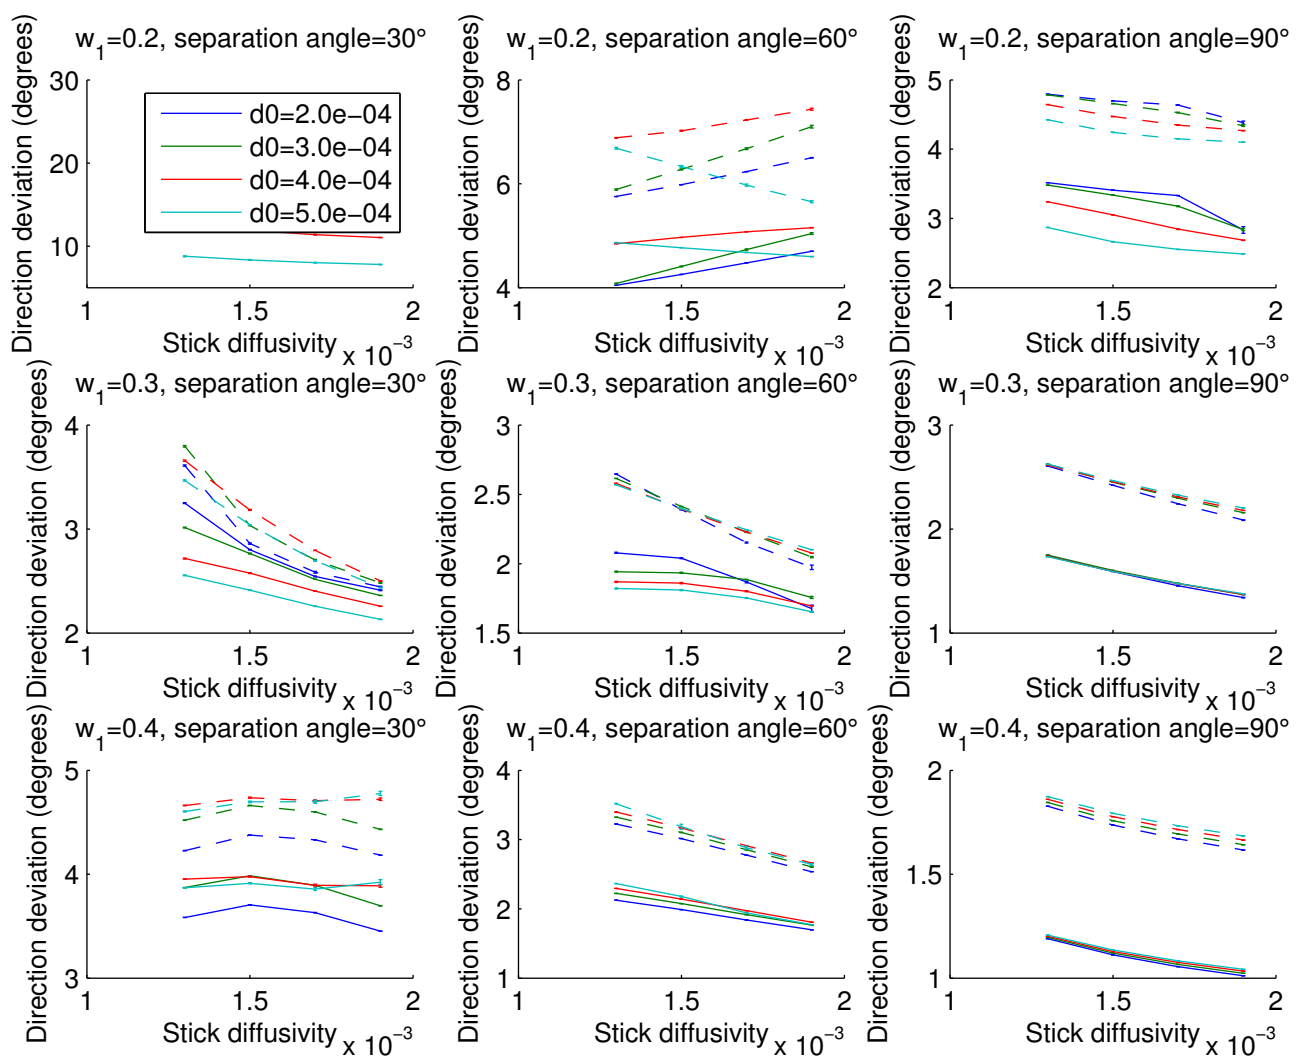 w1=0.2, separation angle=30°
Direction deviation (degrees)
30
20
10
1
1.5
2
Stick diffusivity
x 10−3
d0=2.0e−04
d0=3.0e−04
d0=4.0e−04
d0=5.0e−04
w1=0.2, separation angle=60°
Direction deviation (degrees)
8
6
4
1
1.5
2
Stick diffusivity
x 10−3
w1=0.2, separation angle=90°
Direction deviation (degrees)
5
4
3
2
1
1.5
2
Stick diffusivity
x 10−3
w1=0.3, separation angle=30°
Direction deviation (degrees)
4
3
2
1
1.5
2
Stick diffusivity
x 10−3
w1=0.3, separation angle=60°
Direction deviation (degrees)
3
2.5
2
1.5
1
1.5
2
Stick diffusivity
x 10−3
w1=0.3, separation angle=90°
Direction deviation (degrees)
3
2
1
1
1.5
2
Stick diffusivity
x 10−3
w1=0.4, separation angle=30°
Direction deviation (degrees)
5
4
3
1
1.5
2
Stick diffusivity
x 10−3
w1=0.4, separation angle=60°
Direction deviation (degrees)
4
3
2
1
1
1.5
2
Stick diffusivity
x 10−3
w1=0.4, separation angle=90°
Direction deviation (degrees)
2
1.5
1
1
1.5
2
Stick diffusivity
x 10−3